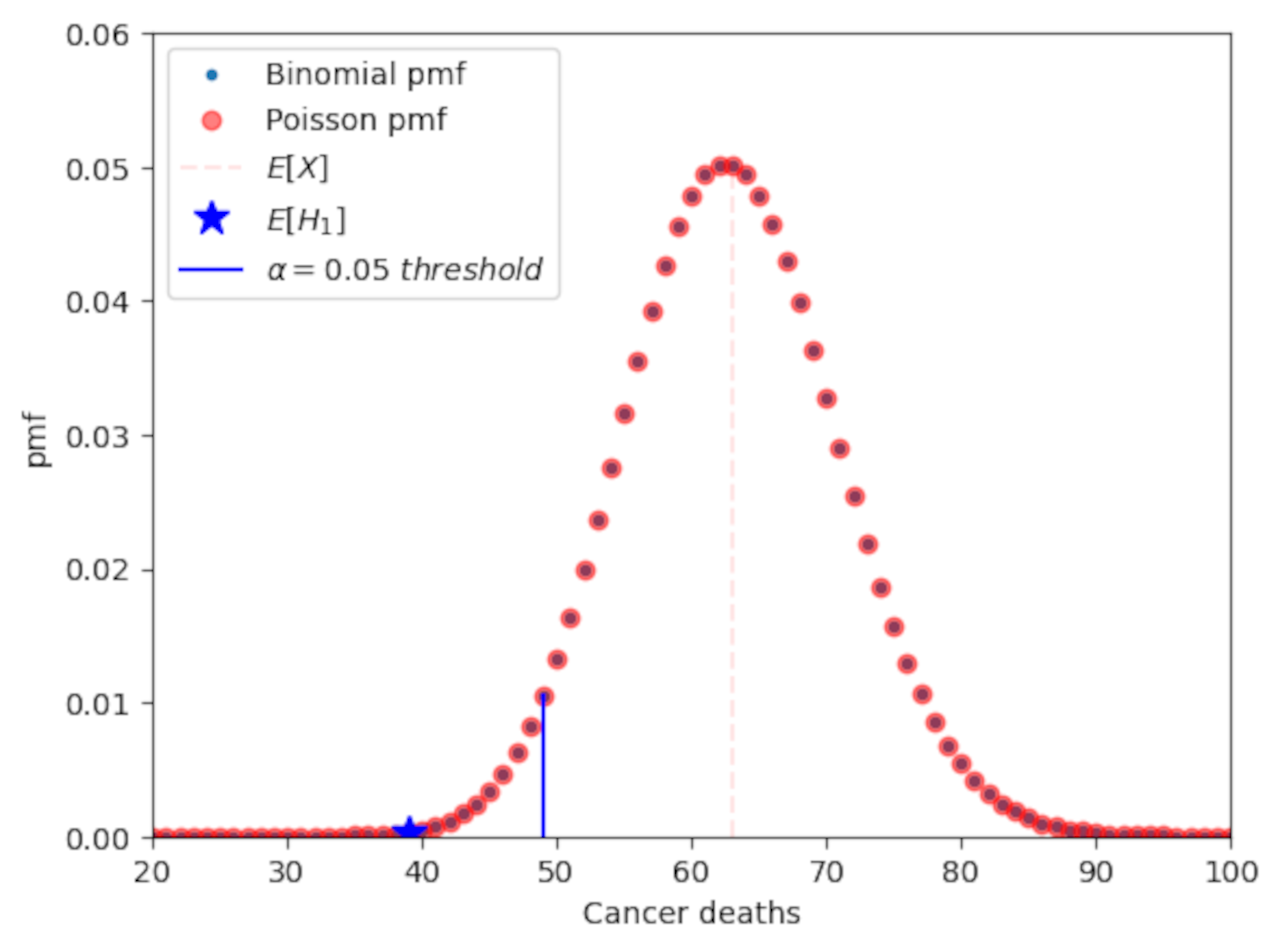 0.06
Binomial pmf
Poisson pmf
E[X]
E[H₁]
α = 0.05 threshold
0.05
0.04
0.03
0.02
0.01
0.00
pmf
20 30 40 50 60 70 80 90 100
Cancer deaths